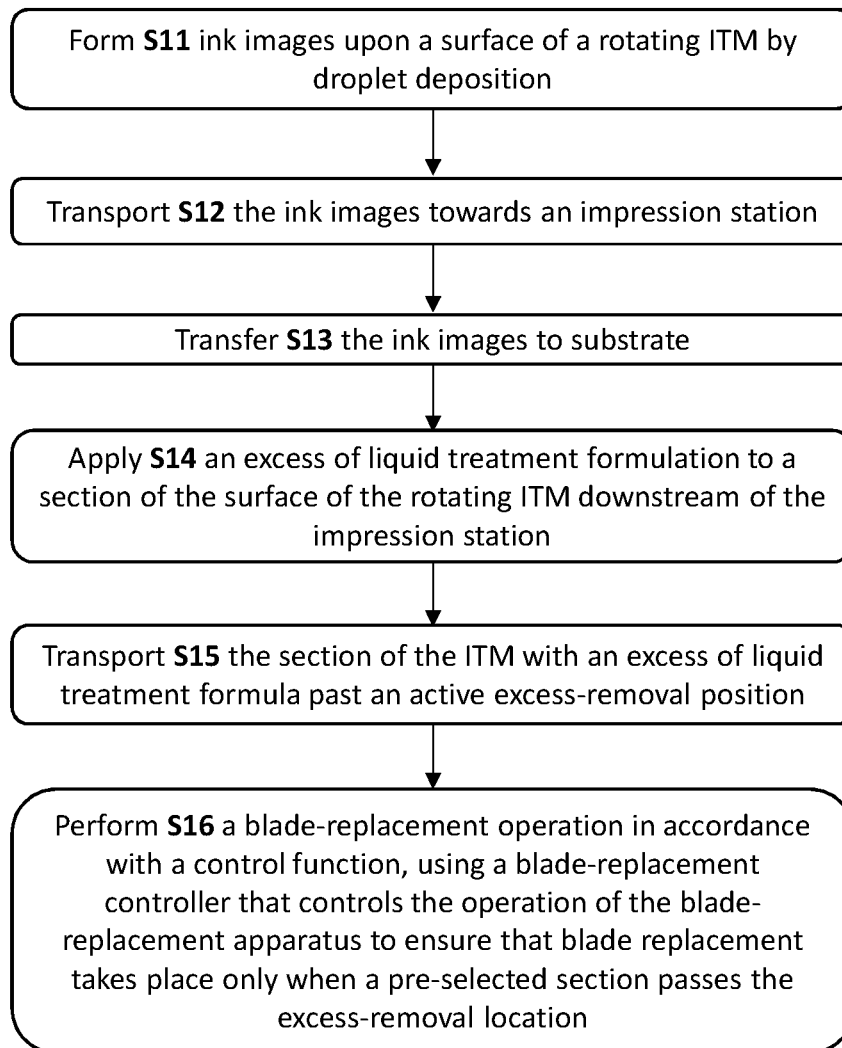 Form S11 ink images upon a surface of a rotating ITM by
droplet deposition
Transport S12 the ink images towards an impression station
Transfer S13 the ink images to substrate
Apply S14 an excess of liquid treatment formulation to a
section of the surface of the rotating ITM downstream of the
impression station
Transport S15 the section of the ITM with an excess of liquid
treatment formula past an active excess-removal position
Perform S16 a blade-replacement operation in accordance
with a control function, using a blade-replacement
controller that controls the operation of the blade-
replacement apparatus to ensure that blade replacement
takes place only when a pre-selected section passes the
excess-removal location